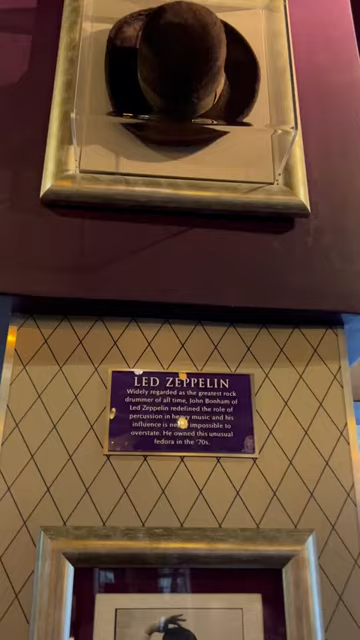 LED ZEPPELIN
Widely regarded as the greatest rock
drummer of all time, John Bonham of
Led Zeppelin redefined the role of
percussion in heavy music and his
influence is next impossible to
overstate. He owned this unusual
fedora in the '70s.